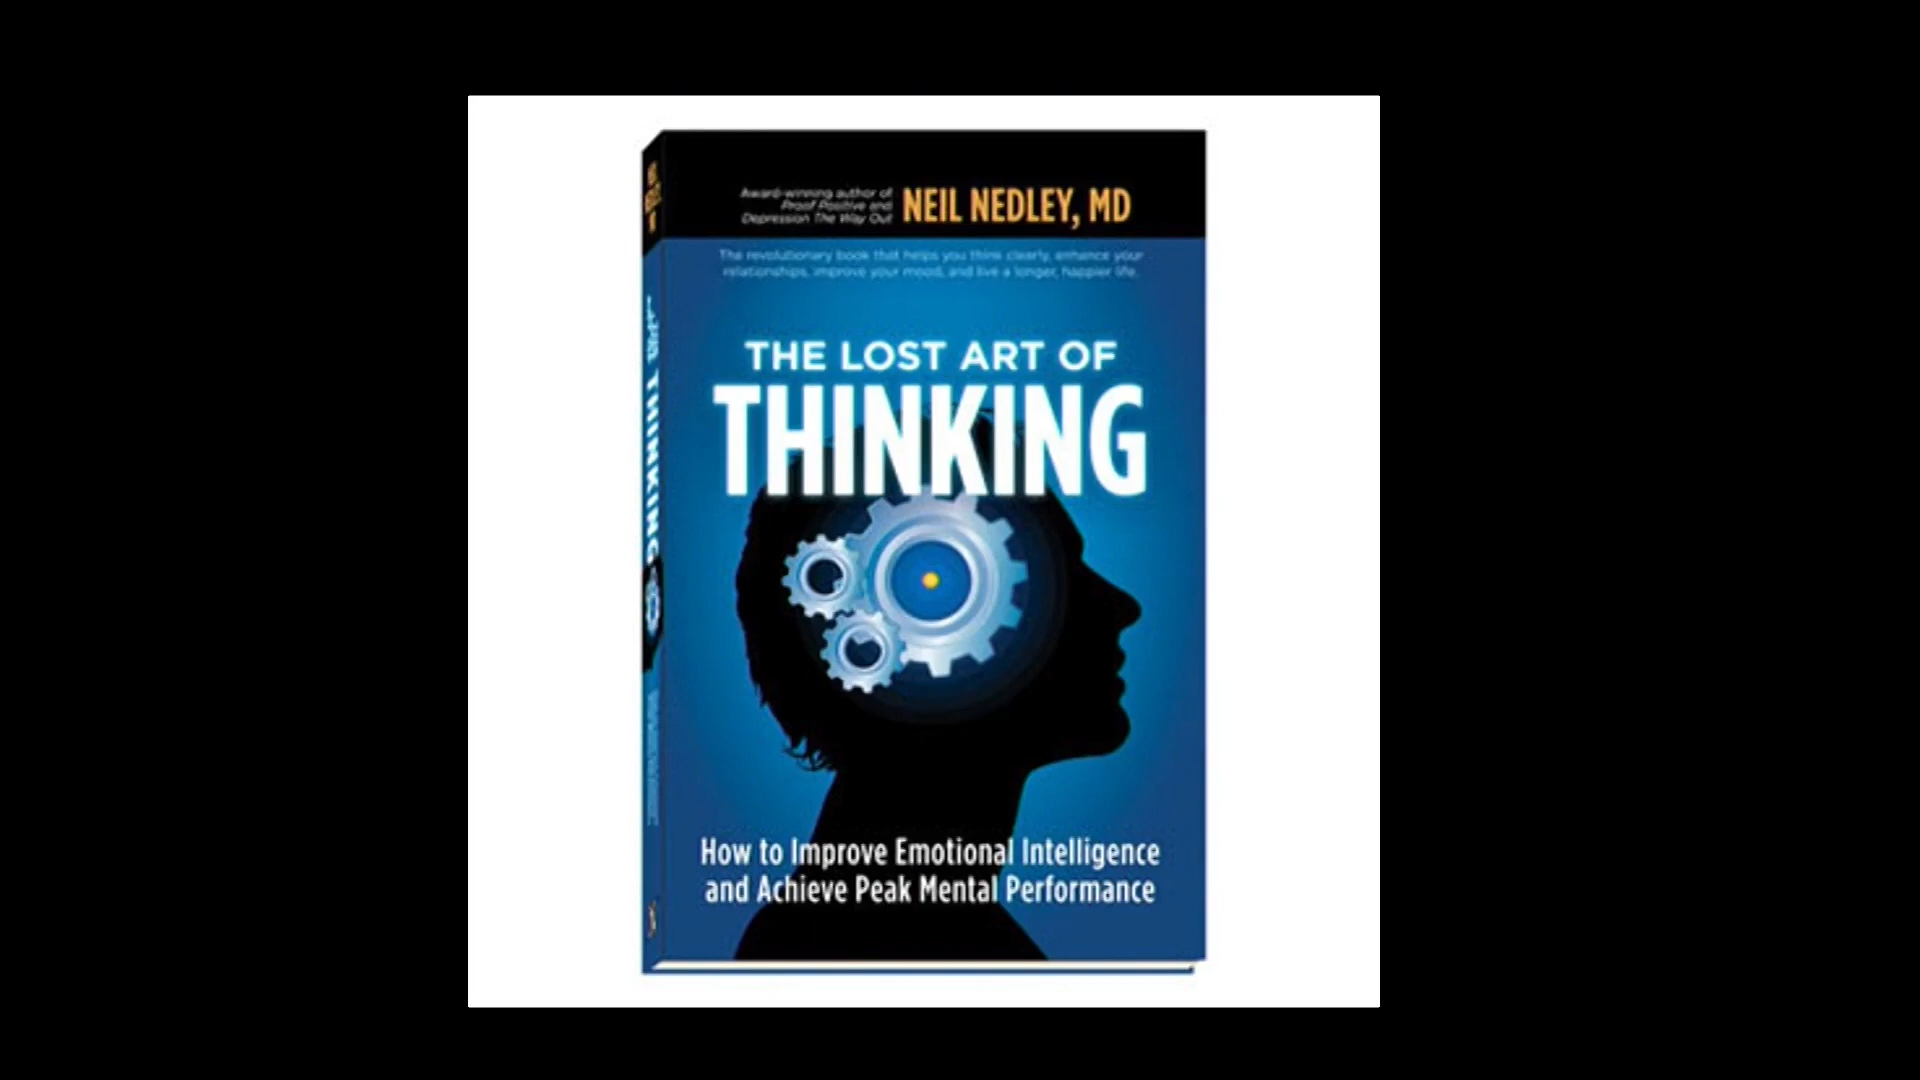 Award-winning author of
Proof Positive and
Depression The Way Out
NEIL NEDLEY, MD
The revolutionary book that helps you think clearly, enhance your
relationships, improve your mood, and live a longer, happier life.
THE LOST ART OF
THINKING
How to Improve Emotional Intelligence
and Achieve Peak Mental Performance
THINKING